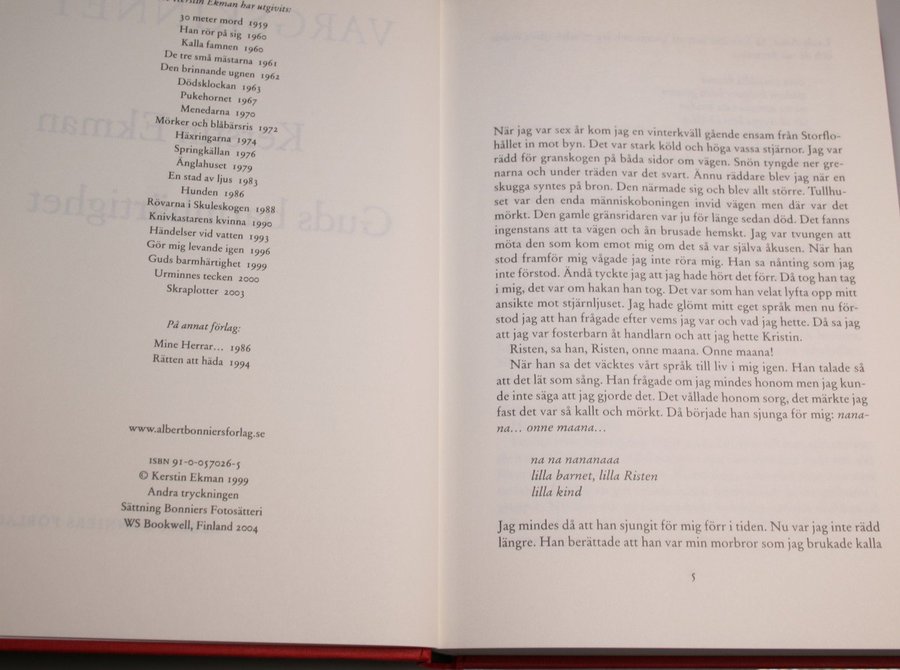 Kerstin Ekman har utgivits:
30 meter mord 1959
Han rör på sig 1960
Kalla famnen 1960
De tre små mästarna 1961
Den brinnande ugnen 1962
Dödsklockan 1963
Pukehornet 1967
Menedarna 1970
Mörker och blåbärsris 1972
Häxringarna 1974
Springkällan 1976
Änglahuset 1979
En stad av ljus 1983
Hunden 1986
Rövarna i Skuleskogen 1988
Knivkastarens kvinna 1990
Händelser vid vatten 1993
Gör mig levande igen 1996
Guds barmhärtighet 1999
Urminnes tecken 2000
Skraplotter 2003
På annat förlag:
Mine Herrar... 1986
Rätten att häda 1994
www.albertbonniersforlag.se
ISBN 91-0-057026-5
© Kerstin Ekman 1999
Andra tryckningen
Sättning Bonniers Fotosätteri
WS Bookwell, Finland 2004
När jag var sex år kom jag en vinterkväll gående ensam från Storflo-
hållet in mot byn. Det var stark köld och höga vassa stjärnor. Jag var
rädd för granskogen på båda sidor om vägen. Snön tyngde ner gre-
narna och under träden var det svart. Ännu räddare blev jag när en
skugga syntes på bron. Den närmade sig och blev allt större. Tullhu-
set var den enda människoboningen invid vägen men där var det
mörkt. Den gamle gränsridaren var ju för länge sedan död. Det fanns
ingenstans att ta vägen och ån brusade hemskt. Jag var tvungen att
möta den som kom emot mig om det så var själva åkusen. När han
stod framför mig vågade jag inte röra mig. Han sa nånting som jag
inte förstod. Ändå tyckte jag att jag hade hört det förr. Då tog han tag
i mig, det var om hakan han tog. Det var som han velat lyfta opp mitt
ansikte mot stjärnljuset. Jag hade glömt mitt eget språk men nu för-
stod jag att han frågade efter vems jag var och vad jag hette. Då sa jag
att jag var fosterbarn åt handlarn och att jag hette Kristin.
Risten, sa han, Risten, onne maana. Onne maana!
När han sa det väcktes vårt språk till liv i mig igen. Han talade så
att det lät som sång. Han frågade om jag mindes honom men jag kun-
de inte säga att jag gjorde det. Det vållade honom sorg, det märkte jag
fast det var så kallt och mörkt. Då började han sjunga för mig: nana-
na... onne maana...
na na nananaaa
lilla barnet, lilla Risten
lilla kind
Jag mindes då att han sjungit för mig förr i tiden. Nu var jag inte rädd
längre. Han berättade att han var min morbror som jag brukade kalla
5